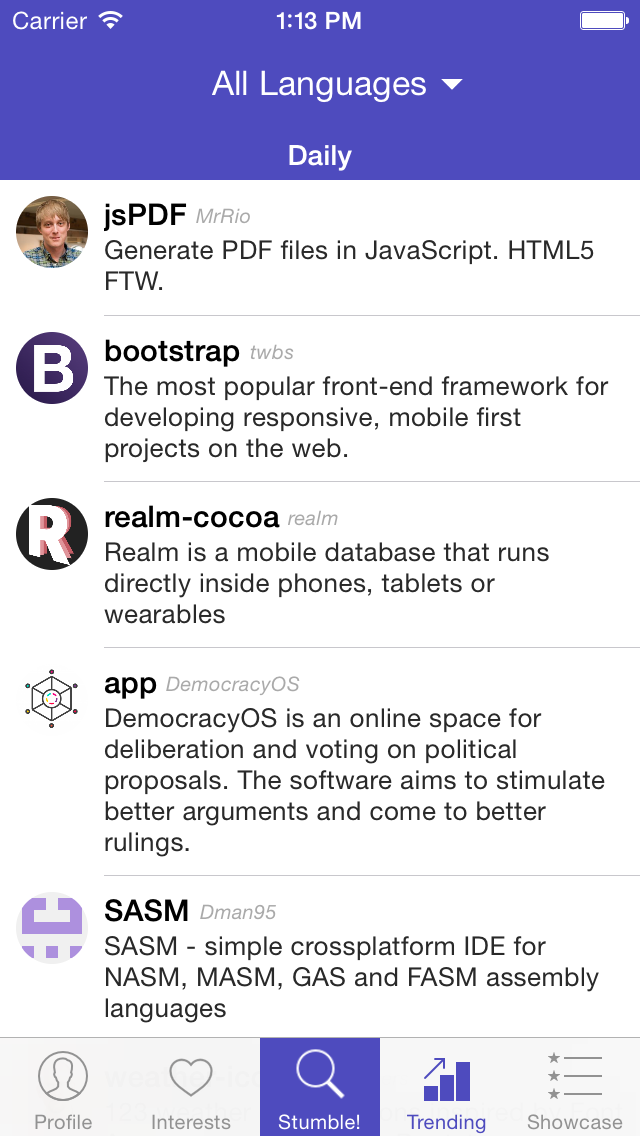 Carrier 1:13 PM
All Languages
Daily
jsPDF MrRio
Generate PDF files in JavaScript. HTML5
FTW.
B
bootstrap twbs
The most popular front-end framework for
developing responsive, mobile first
projects on the web.
R
realm-cocoa realm
Realm is a mobile database that runs
directly inside phones, tablets or
wearables
app DemocracyOS
DemocracyOS is an online space for
deliberation and voting on political
proposals. The software aims to stimulate
better arguments and come to better
rulings.
SASM Dman95
SASM - simple crossplatform IDE for
NASM, MASM, GAS and FASM assembly
languages
Profile Interests Stumble! Trending Showcase